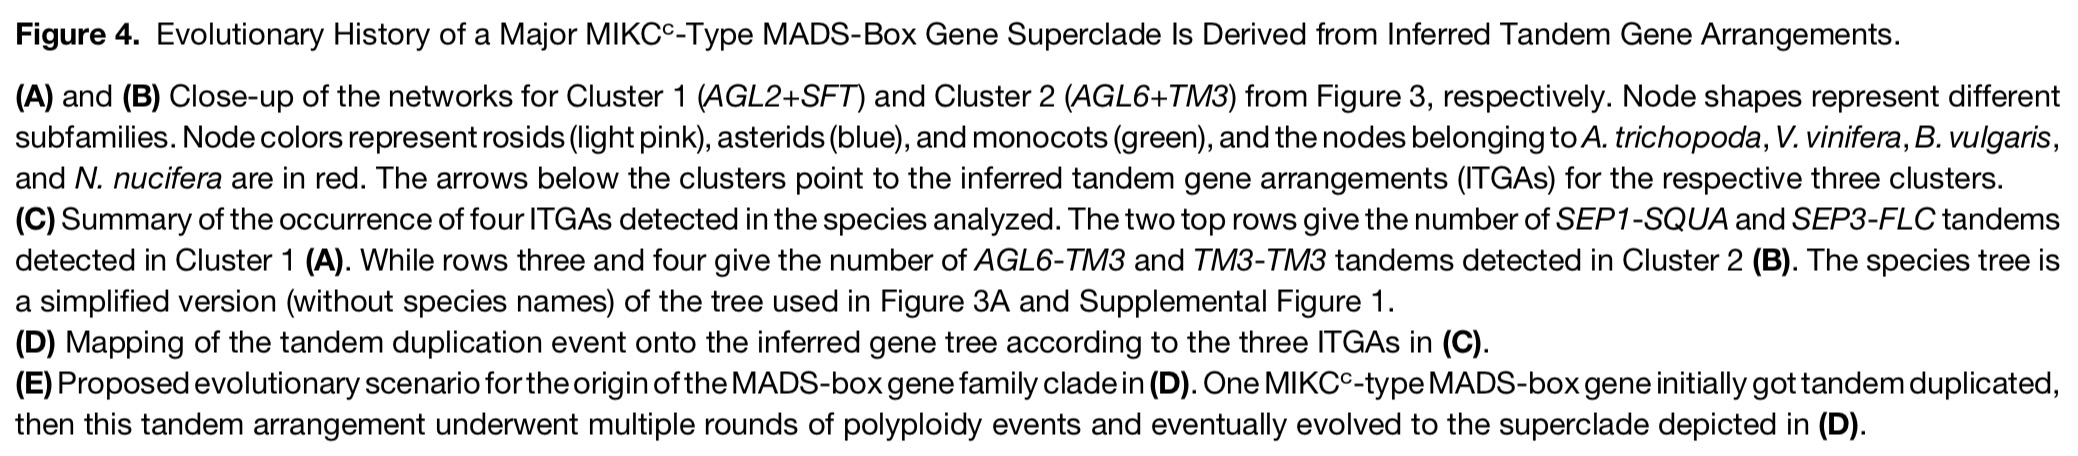 Figure 4. Evolutionary History of a Major MIKCᶜ-Type MADS-Box Gene Superclade Is Derived from Inferred Tandem Gene Arrangements.
(A) and (B) Close-up of the networks for Cluster 1 (AGL2+SFT) and Cluster 2 (AGL6+TM3) from Figure 3, respectively. Node shapes represent different
subfamilies. Node colors represent rosids (light pink), asterids (blue), and monocots (green), and the nodes belonging to A. trichopoda, V. vinifera, B. vulgaris,
and N. nucifera are in red. The arrows below the clusters point to the inferred tandem gene arrangements (ITGAs) for the respective three clusters.
(C) Summary of the occurrence of four ITGAs detected in the species analyzed. The two top rows give the number of SEP1-SQUA and SEP3-FLC tandems
detected in Cluster 1 (A). While rows three and four give the number of AGL6-TM3 and TM3-TM3 tandems detected in Cluster 2 (B). The species tree is
a simplified version (without species names) of the tree used in Figure 3A and Supplemental Figure 1.
(D) Mapping of the tandem duplication event onto the inferred gene tree according to the three ITGAs in (C).
(E) Proposed evolutionary scenario for the origin of the MADS-box gene family clade in (D). One MIKCᶜ-type MADS-box gene initially got tandem duplicated,
then this tandem arrangement underwent multiple rounds of polyploidy events and eventually evolved to the superclade depicted in (D).